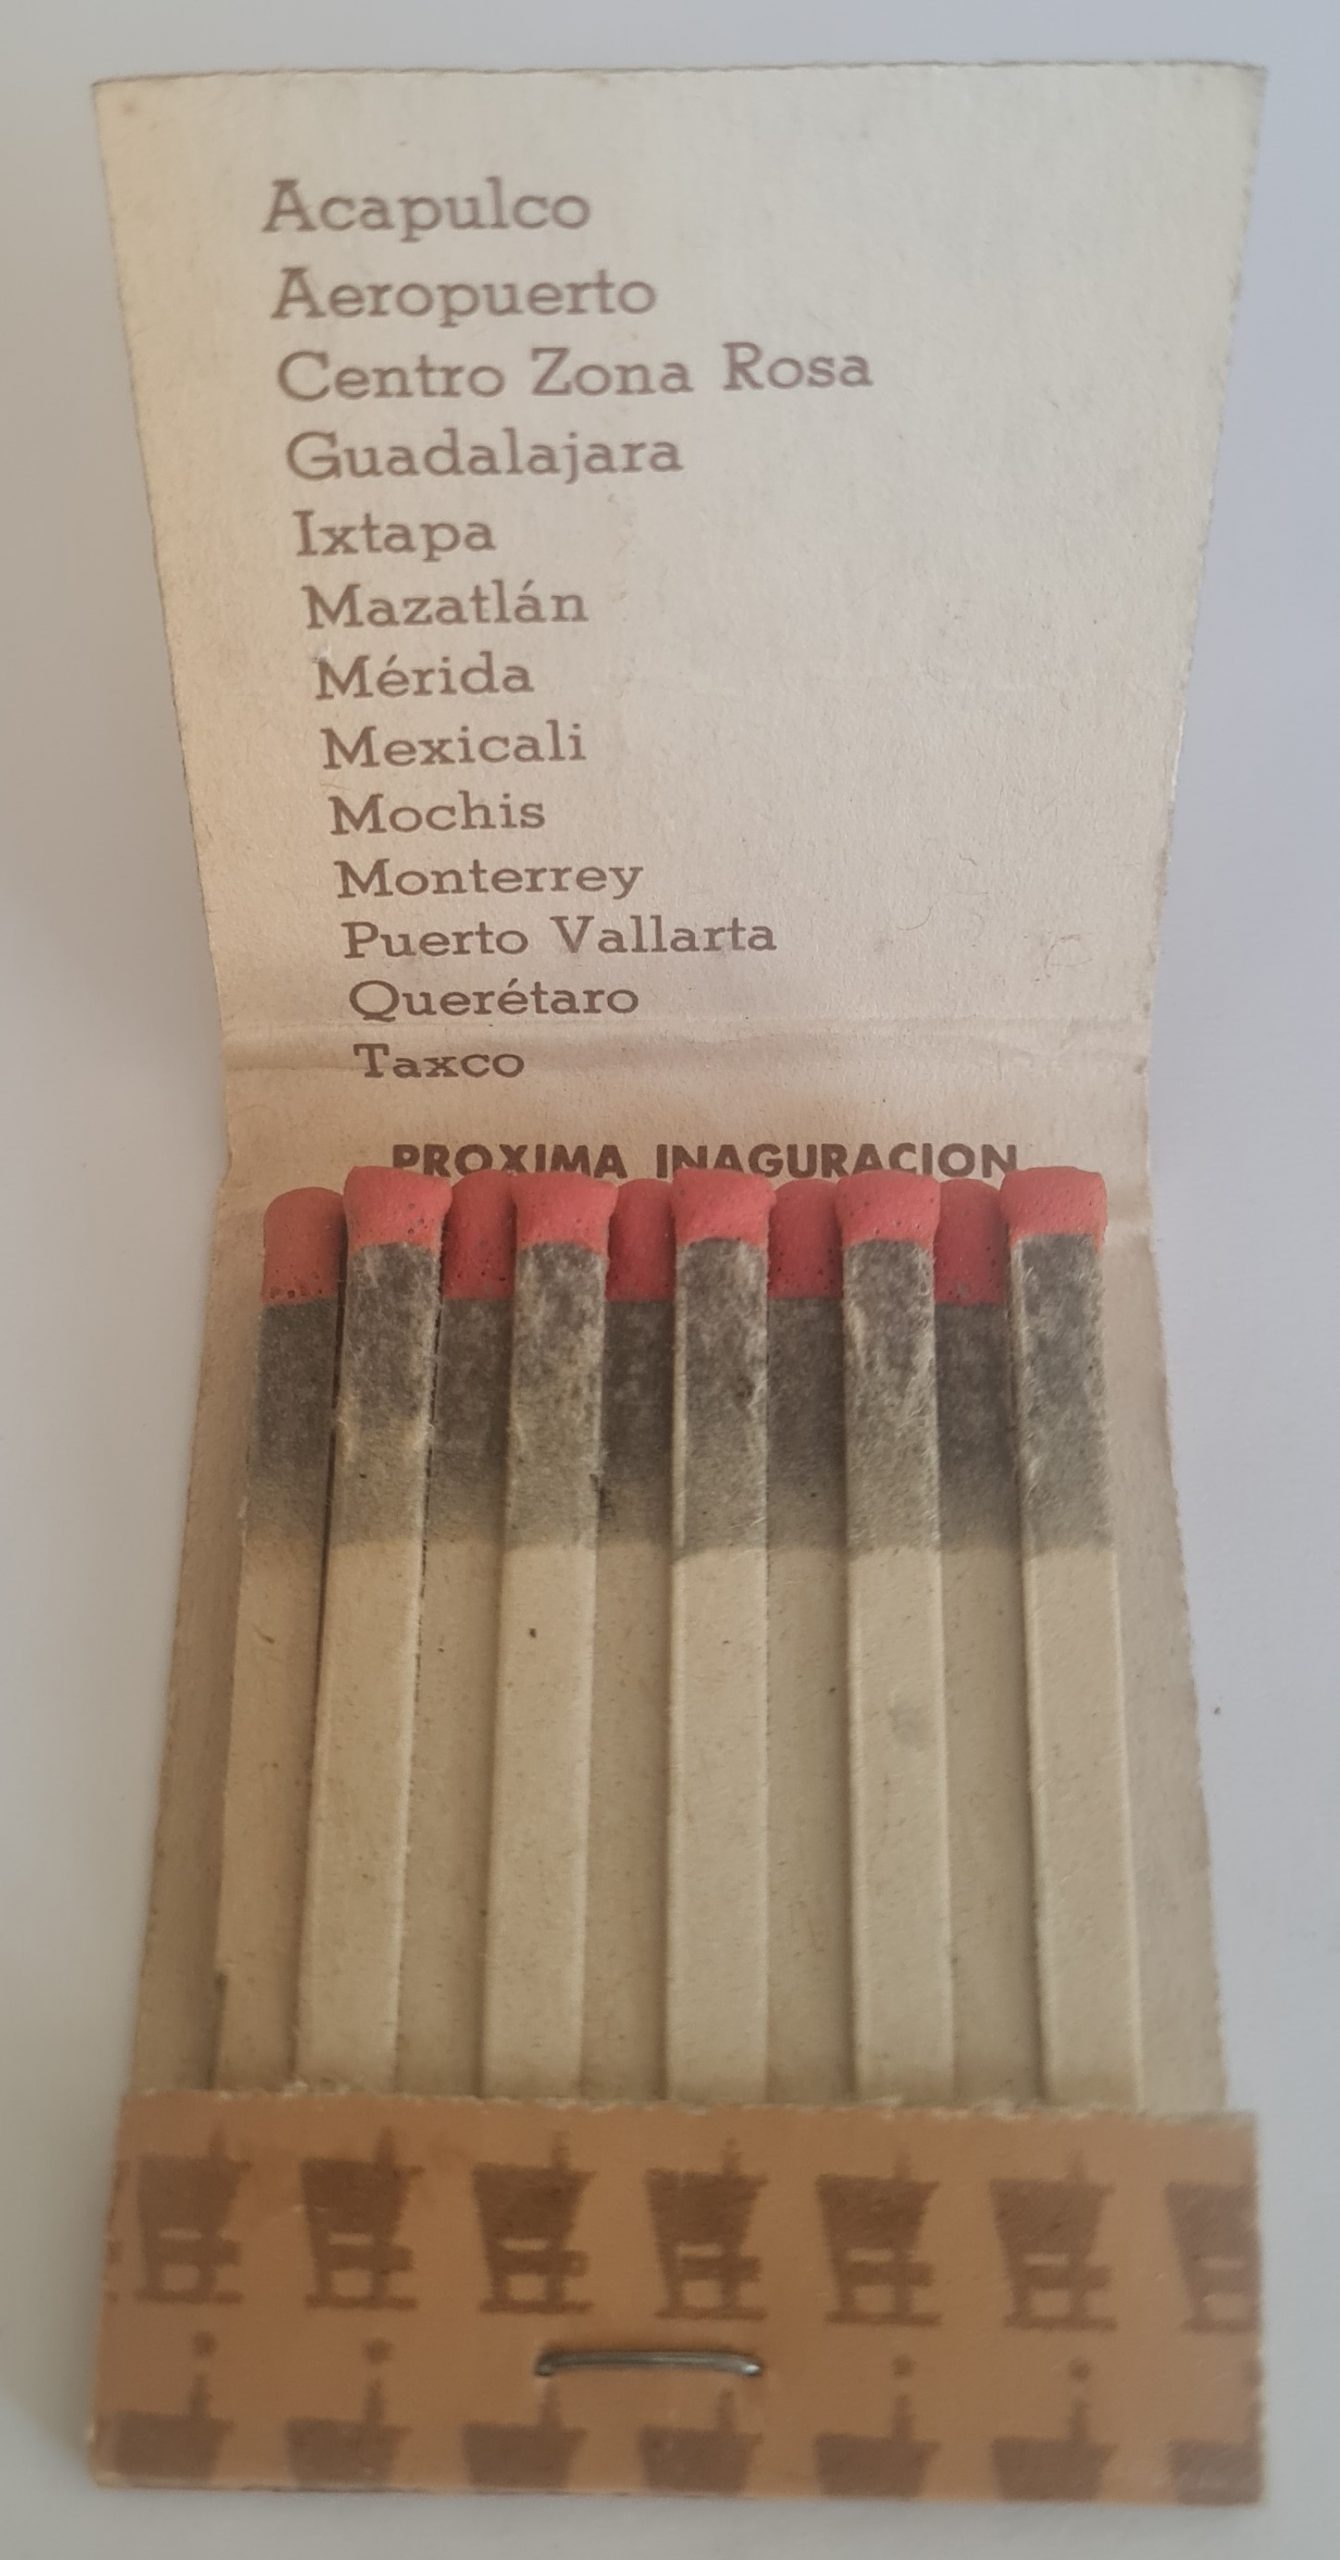 Acapulco
Aeropuerto
Centro Zona Rosa
Guadalajara
Ixtapa
Mazatlán
Mérida
Mexicali
Mochis
Monterrey
Puerto Vallarta
Querétaro
Taxco
PROXIMA INAGURACION